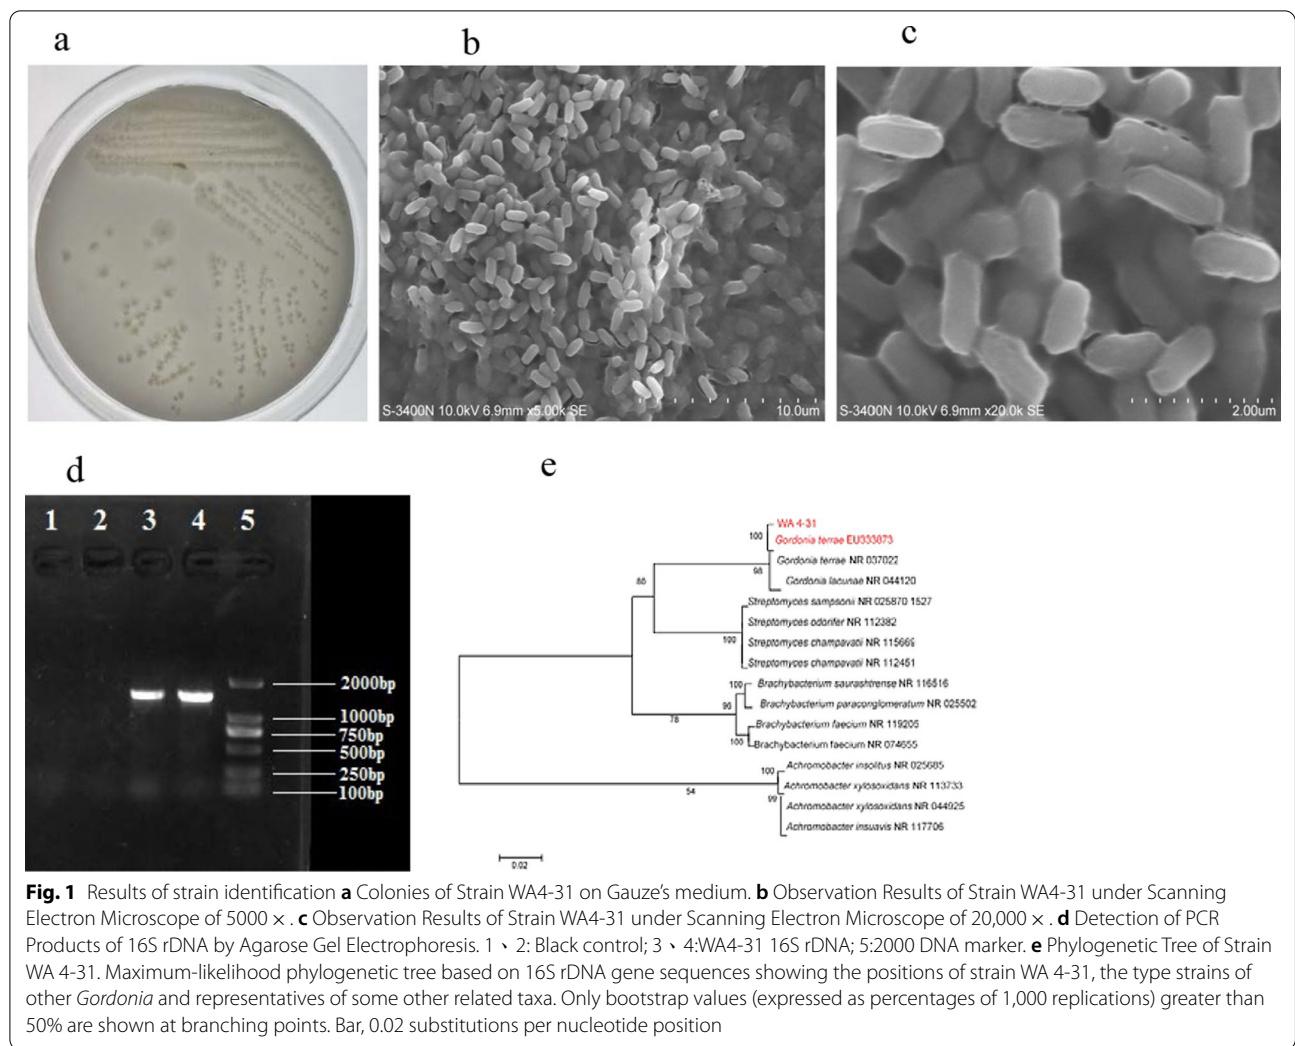 a
b
c
S-3400N 10.0kV 6.9mm x5.00k SE
10.0um
S-3400N 10.0kV 6.9mm x20.0k SE
2.00um
d
e
1 2 3 4 5
2000bp
1000bp
750bp
500bp
250bp
100bp
WA 4-31
100
Gordonia terrae EU333873
Gordonia terrae NR 037022
98
Gordonia lacunae NR 044120
Streptomyces sampsonii NR 025870 1527
Streptomyces odorifer NR 112382
100
Streptomyces champavatii NR 115669
Streptomyces champavatii NR 112451
100
Brachybacterium saurashtrense NR 116516
Brachybacterium paraconglomeratum NR 025502
78
Brachybacterium faecium NR 119205
100
Brachybacterium faecium NR 074655
Achromobacter insolitus NR 025685
100
Achromobacter xylosoxidans NR 113733
54
99
Achromobacter xylosoxidans NR 044925
Achromobacter insuavis NR 117706
0.02
Fig. 1 Results of strain identification a Colonies of Strain WA4-31 on Gauze's medium. b Observation Results of Strain WA4-31 under Scanning
Electron Microscope of 5000 ×. c Observation Results of Strain WA4-31 under Scanning Electron Microscope of 20,000 ×. d Detection of PCR
Products of 16S rDNA by Agarose Gel Electrophoresis. 1、2: Black control; 3、4:WA4-31 16S rDNA; 5:2000 DNA marker. e Phylogenetic Tree of Strain
WA 4-31. Maximum-likelihood phylogenetic tree based on 16S rDNA gene sequences showing the positions of strain WA 4-31, the type strains of
other Gordonia and representatives of some other related taxa. Only bootstrap values (expressed as percentages of 1,000 replications) greater than
50% are shown at branching points. Bar, 0.02 substitutions per nucleotide position